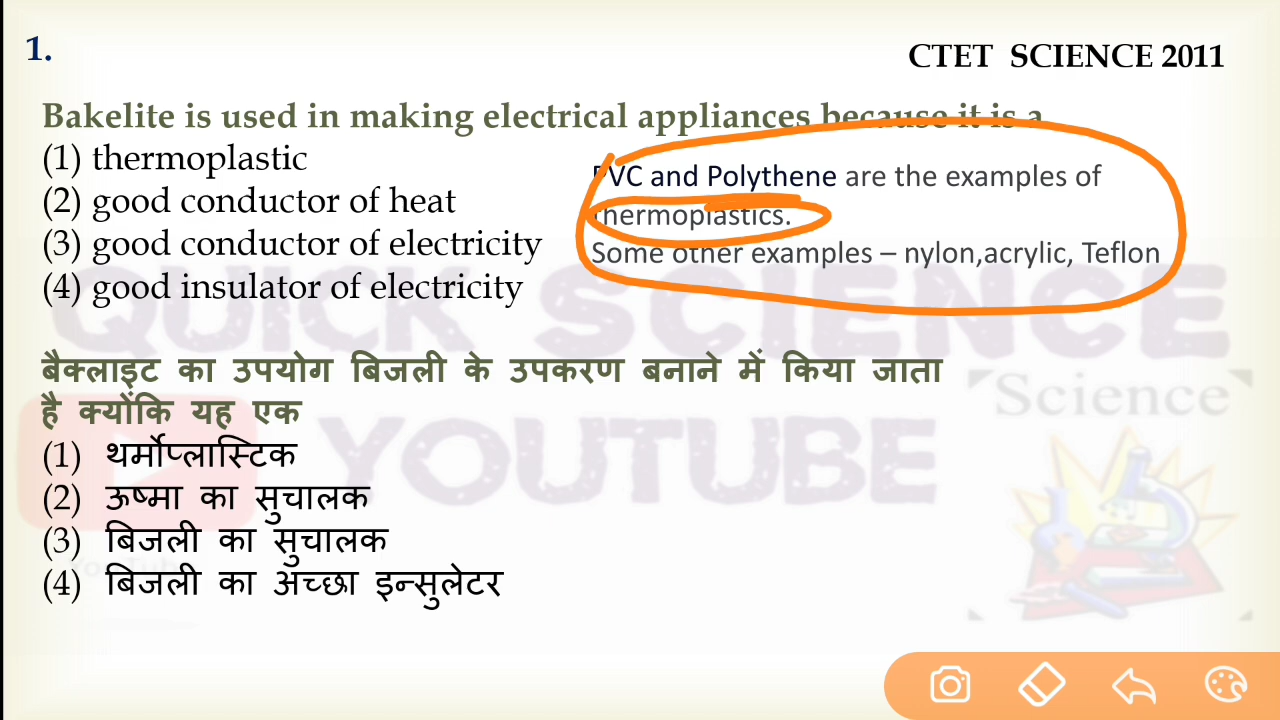 1.
CTET SCIENCE 2011
Bakelite is used in making electrical appliances because it is a
(1) thermoplastic
(2) good conductor of heat
(3) good conductor of electricity
(4) good insulator of electricity
PVC and Polythene are the examples of
thermoplastics.
Some other examples – nylon,acrylic, Teflon
QUICK SCIENCE
YOUTUBE
Science
बैक्लाइट का उपयोग बिजली के उपकरण बनाने में किया जाता
है क्योंकि यह एक
(1) थर्मोप्लास्टिक
(2) ऊष्मा का सुचालक
(3) बिजली का सुचालक
(4) बिजली का अच्छा इन्सुलेटर
YouTube